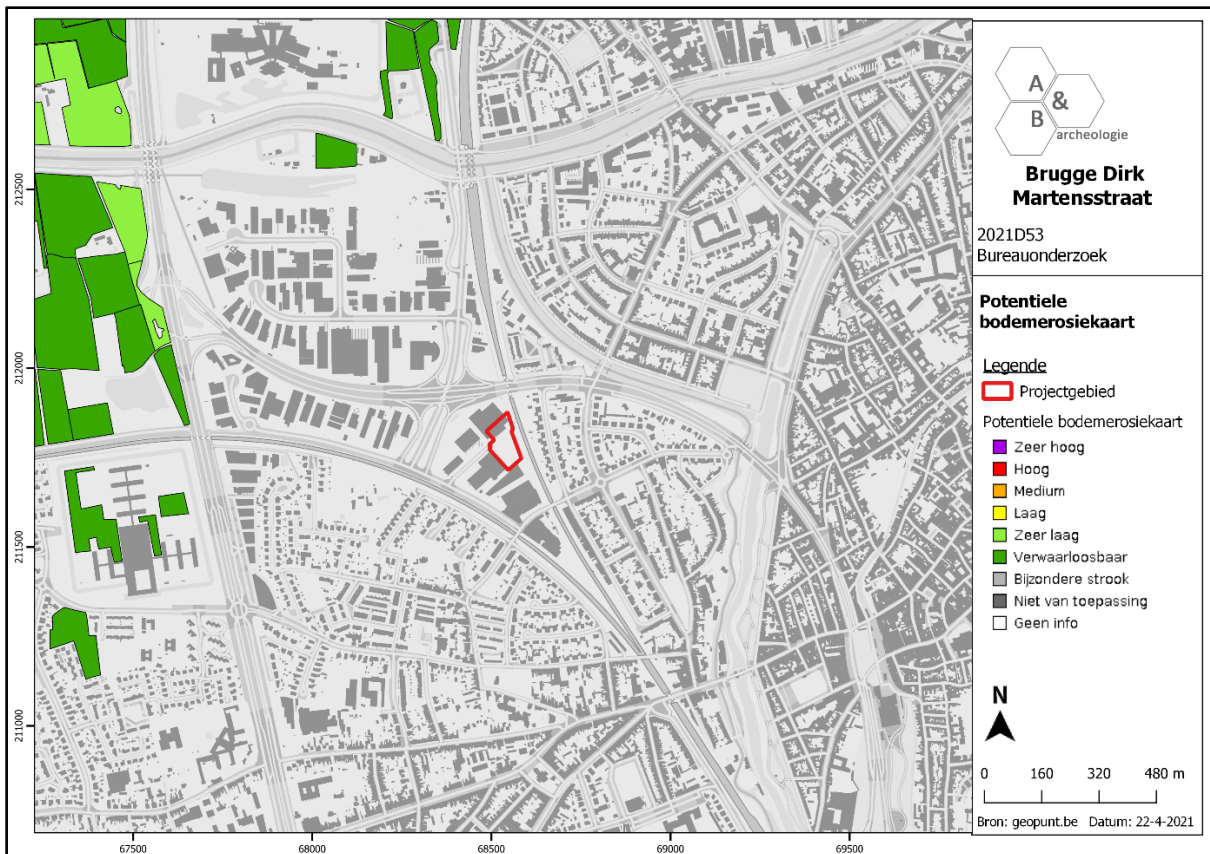 A
&
B
archeologie
Brugge Dirk
Martensstraat
2021D53
Bureauonderzoek
Potentiele
bodemerosiekaart
Legende
Projectgebied
Potentiele bodemerosiekaart
Zeer hoog
Hoog
Medium
Laag
Zeer laag
Verwaarloosbaar
Bijzondere strook
Niet van toepassing
Geen info
N
0 160 320 480 m
Bron: geopunt.be Datum: 22-4-2021
212500
212000
211500
211000
67500 68000 68500 69000 69500